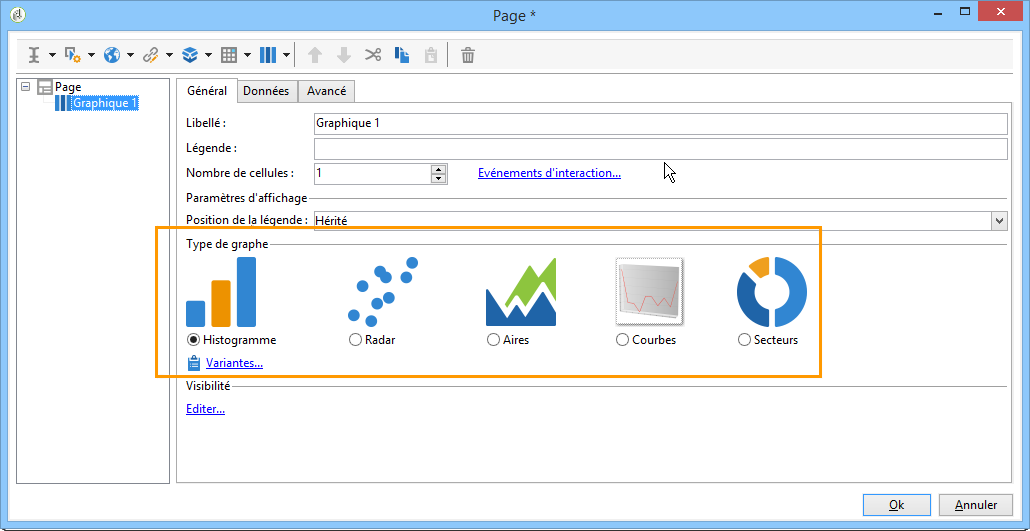 Page *
Page
Graphique 1
Général Données Avancé
Libellé : Graphique 1
Légende :
Nombre de cellules : 1 Evénements d'interaction...
Paramètres d'affichage
Position de la légende : Hérité
Type de graphe
Histogramme Radar Aires Courbes Secteurs
Variantes...
Visibilité
Editer...
Ok Annuler